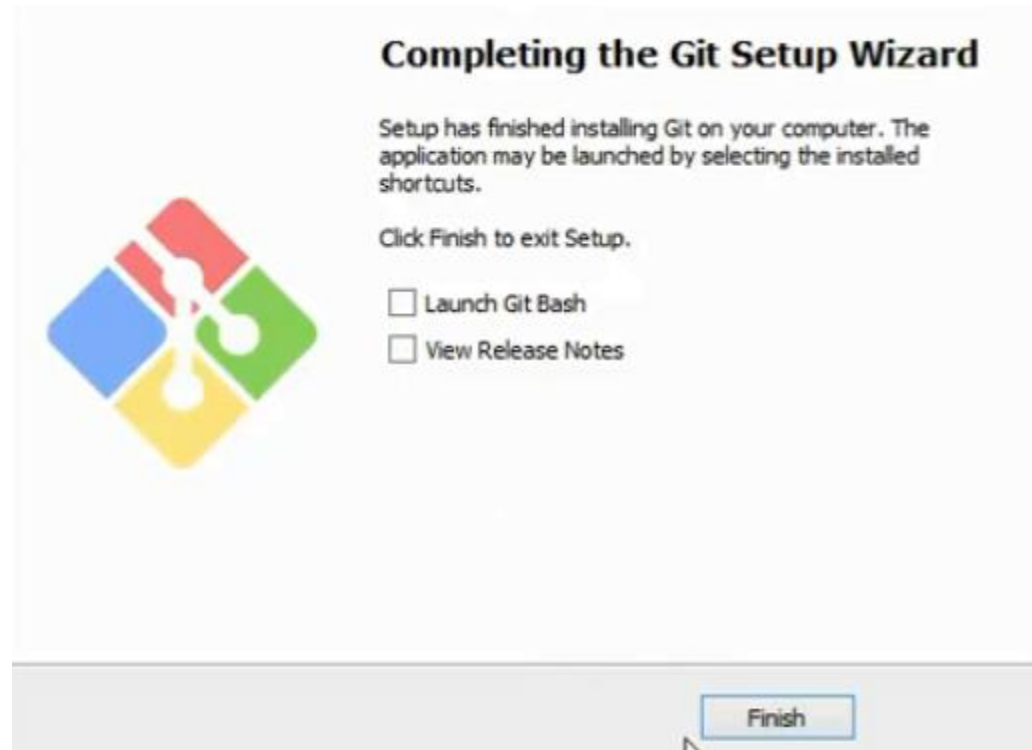 Completing the Git Setup Wizard
Setup has finished installing Git on your computer. The
application may be launched by selecting the installed
shortcuts.
Click Finish to exit Setup.
Launch Git Bash
View Release Notes
Finish